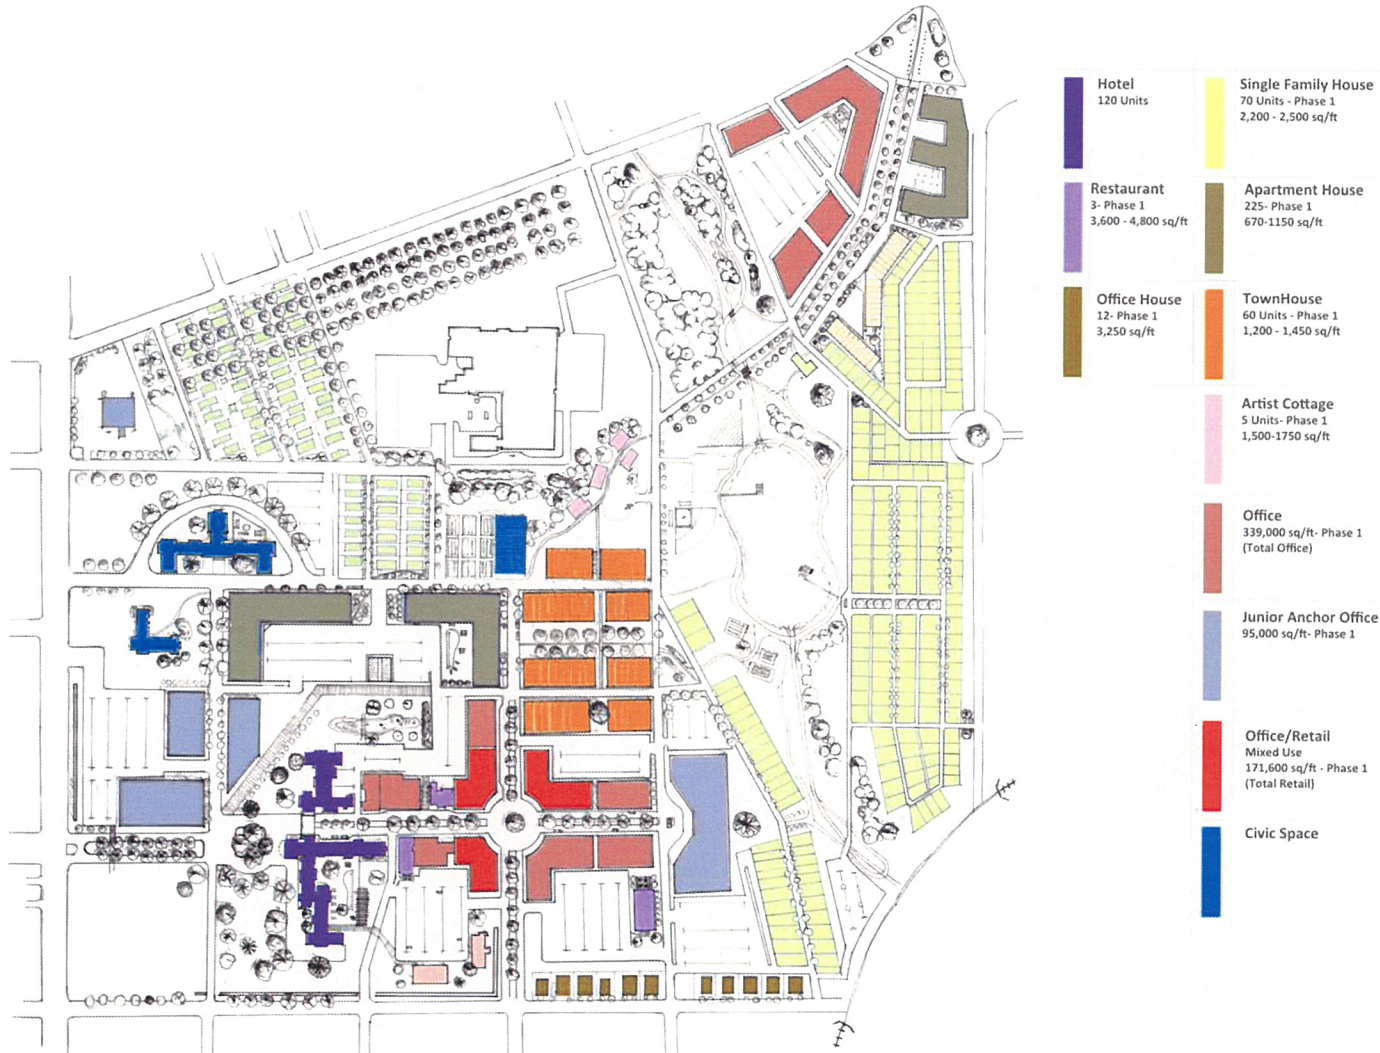 Hotel
120 Units
Restaurant
3- Phase 1
3,600 - 4,800 sq/ft
Office House
12- Phase 1
3,250 sq/ft
Single Family House
70 Units - Phase 1
2,200 - 2,500 sq/ft
Apartment House
225- Phase 1
670-1150 sq/ft
TownHouse
60 Units - Phase 1
1,200 - 1,450 sq/ft
Artist Cottage
5 Units- Phase 1
1,500-1750 sq/ft
Office
339,000 sq/ft- Phase 1
(Total Office)
Junior Anchor Office
95,000 sq/ft- Phase 1
Office/Retail
Mixed Use
171,600 sq/ft - Phase 1
(Total Retail)
Civic Space